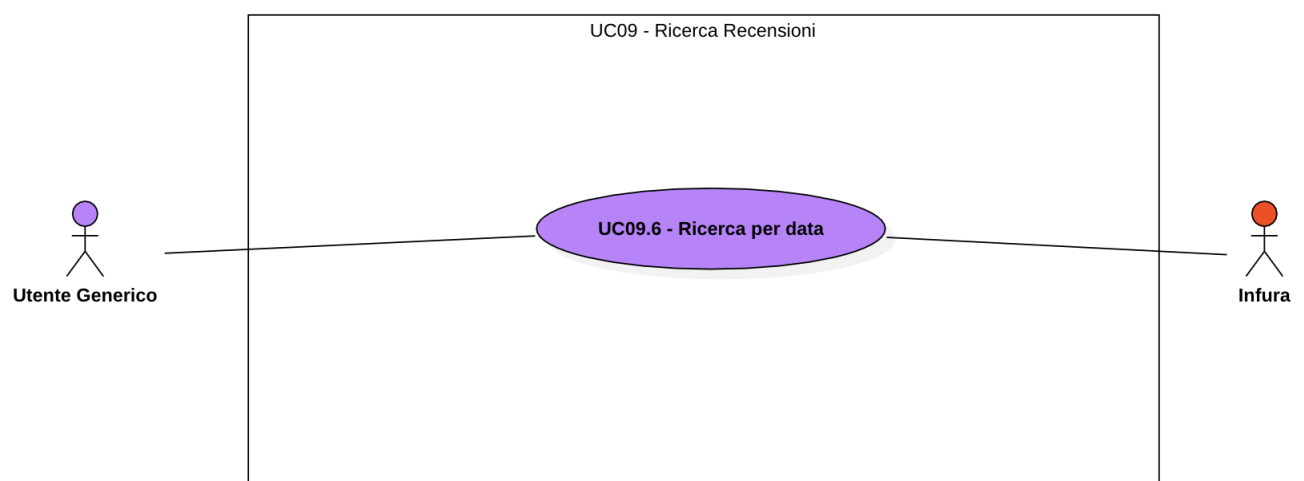 UC09 - Ricerca Recensioni
UC09.6 - Ricerca per data
Utente Generico
Infura